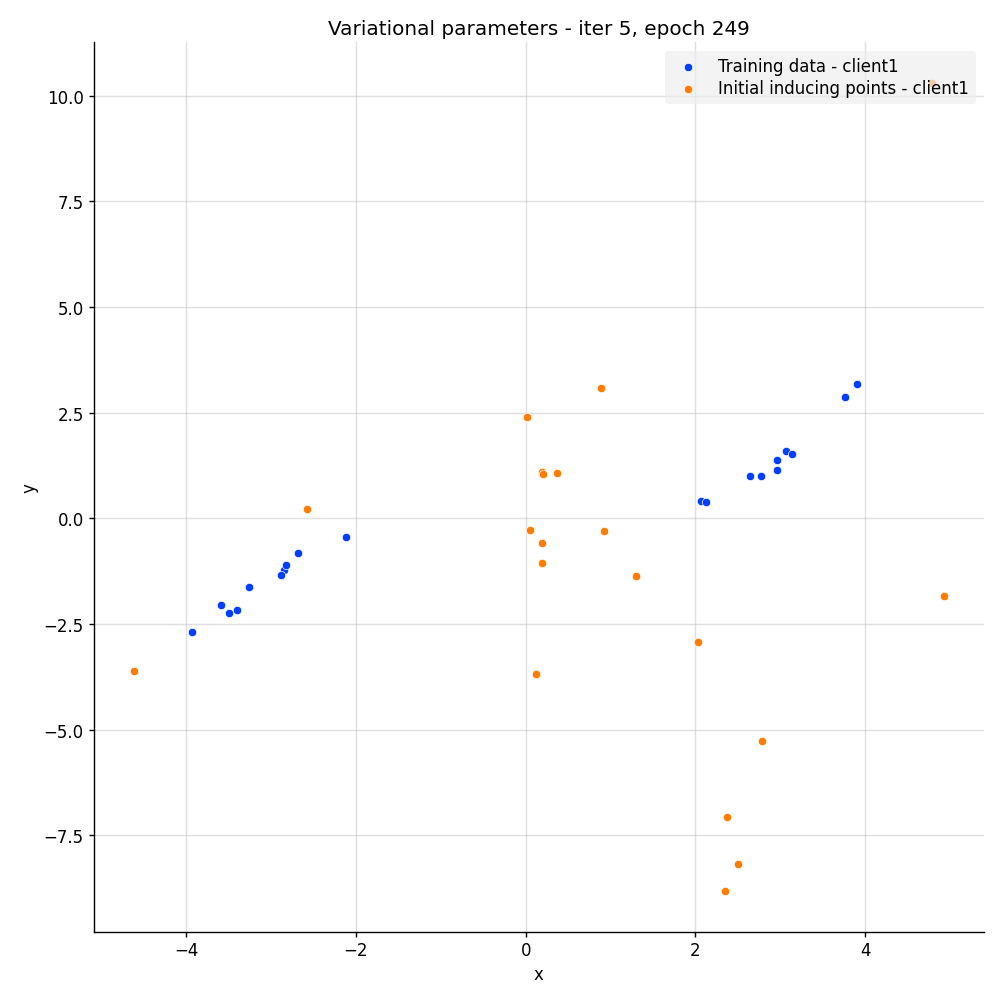 Variational parameters - iter 5, epoch 249
Training data - client1
Initial inducing points - client1
10.0
7.5
5.0
2.5
0.0
−2.5
−5.0
−7.5
y
−4
−2
0
2
4
x